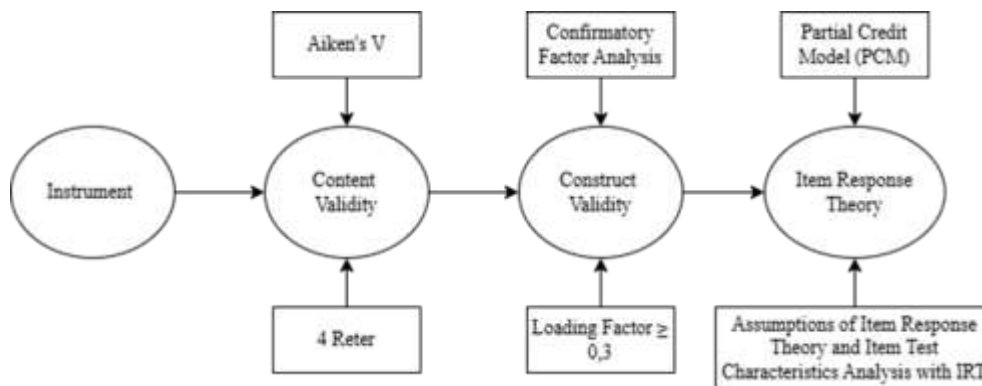 Aiken's V
Confirmatory
Factor Analysis
Partial Credit
Model (PCM)
Instrument
Content
Validity
Construct
Validity
Item Response
Theory
4 Reter
Loading Factor ≥
0,3
Assumptions of Item Response
Theory and Item Test
Characteristics Analysis with IRT